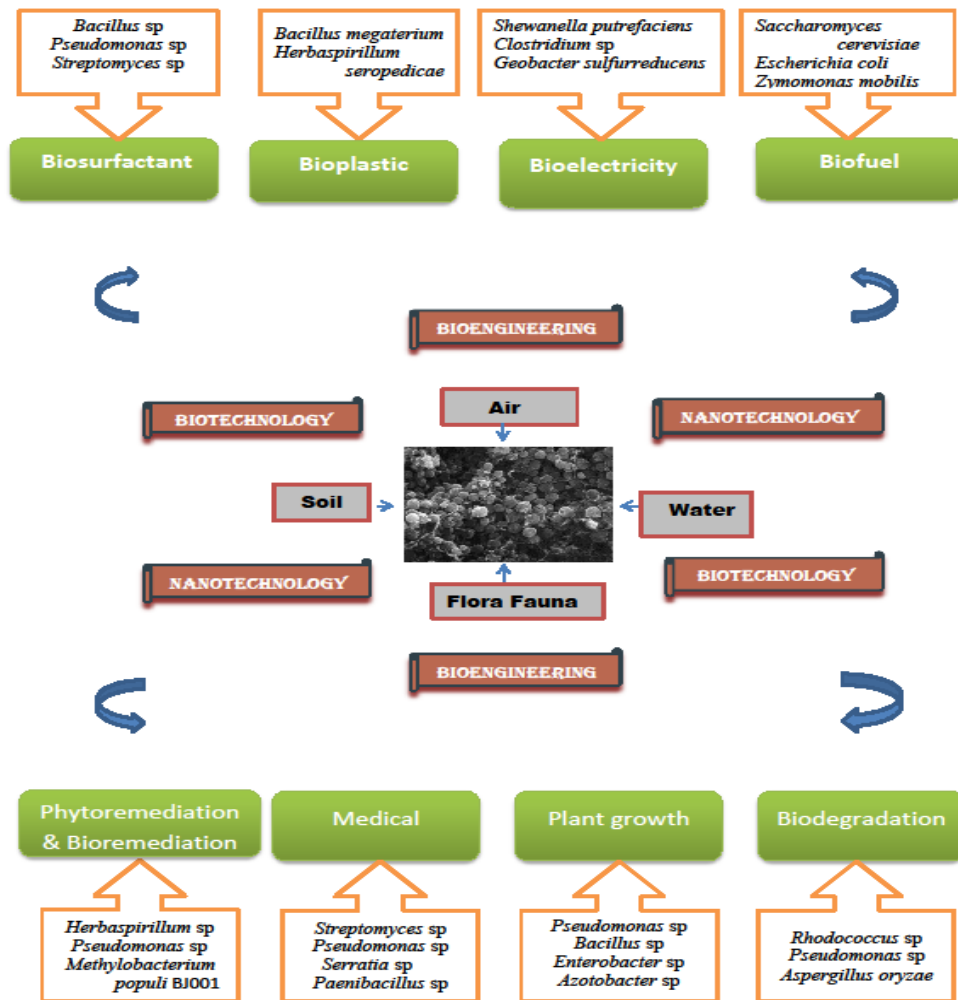 Bacillus sp
Pseudomonas sp
Streptomyces sp
Bacillus megaterium
Herbaspirillum
seropedicae
Shewanella putrefaciens
Clostridium sp
Geobacter sulfurreducens
Saccharomyces
cerevisiae
Escherichia coli
Zymomonas mobilis
Biosurfactant
Bioplastic
Bioelectricity
Biofuel
BIOENGINEERING
BIOTECHNOLOGY
Air
NANOTECHNOLOGY
Soil
Water
NANOTECHNOLOGY
Flora Fauna
BIOTECHNOLOGY
BIOENGINEERING
Phytoremediation
& Bioremediation
Medical
Plant growth
Biodegradation
Herbaspirillum sp
Pseudomonas sp
Methylobacterium
populi BJ001
Streptomyces sp
Pseudomonas sp
Serratia sp
Paenibacillus sp
Pseudomonas sp
Bacillus sp
Enterobacter sp
Azotobacter sp
Rhodococcus sp
Pseudomonas sp
Aspergillus oryzae